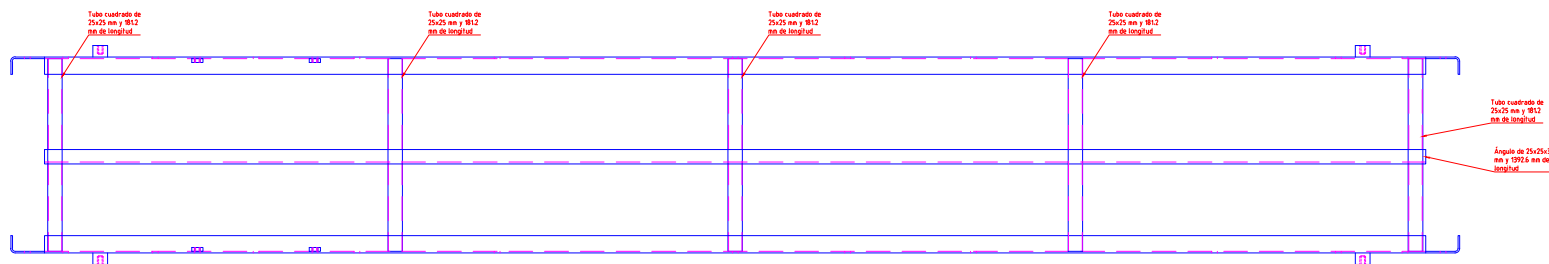 Tubo cuadrado de
25x25 mm y 181.2
mm de longitud
Tubo cuadrado de
25x25 mm y 181.2
mm de longitud
Tubo cuadrado de
25x25 mm y 181.2
mm de longitud
Tubo cuadrado de
25x25 mm y 181.2
mm de longitud
Tubo cuadrado de
25x25 mm y 181.2
mm de longitud
Ángulo de
mm y 1392.6 mm de
longitud